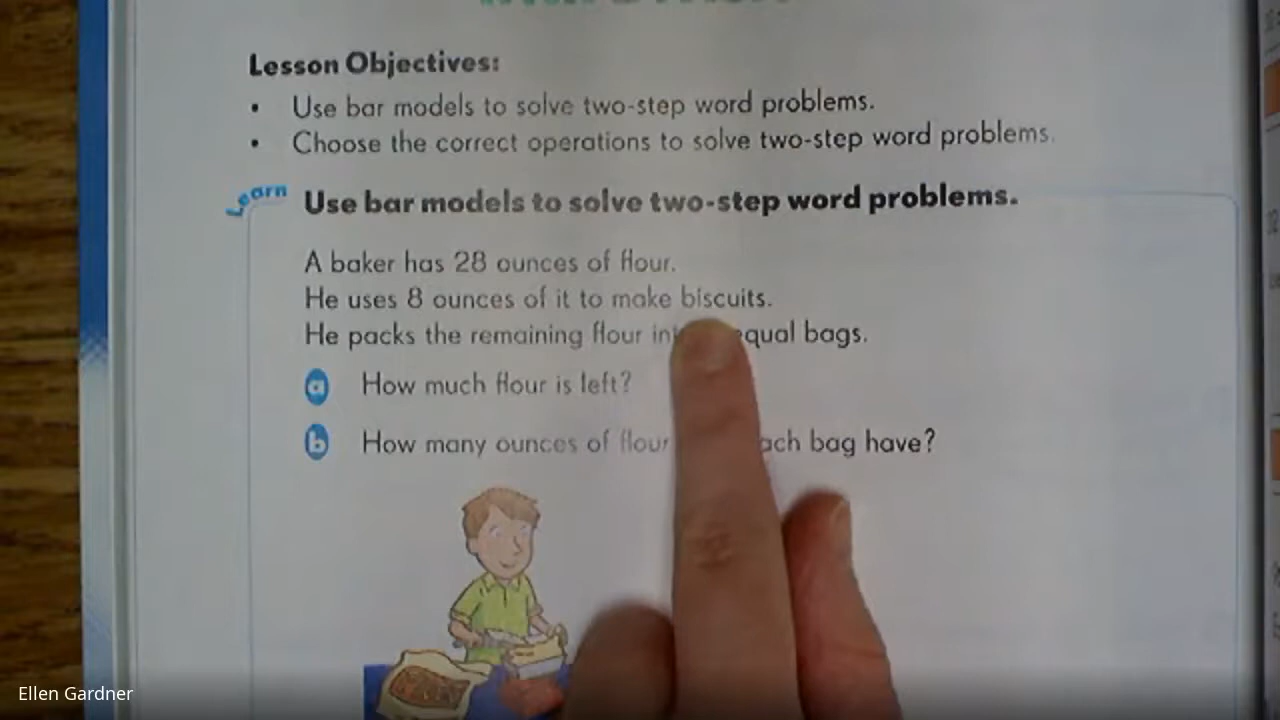 Lesson Objectives:
• Use bar models to solve two-step word problems.
• Choose the correct operations to solve two-step word problems.
Learn Use bar models to solve two-step word problems.
A baker has 28 ounces of flour.
He uses 8 ounces of it to make biscuits.
He packs the remaining flour equal bags.
a How much flour is left?
b How many ounces of flour bag have?
Ellen Gardner